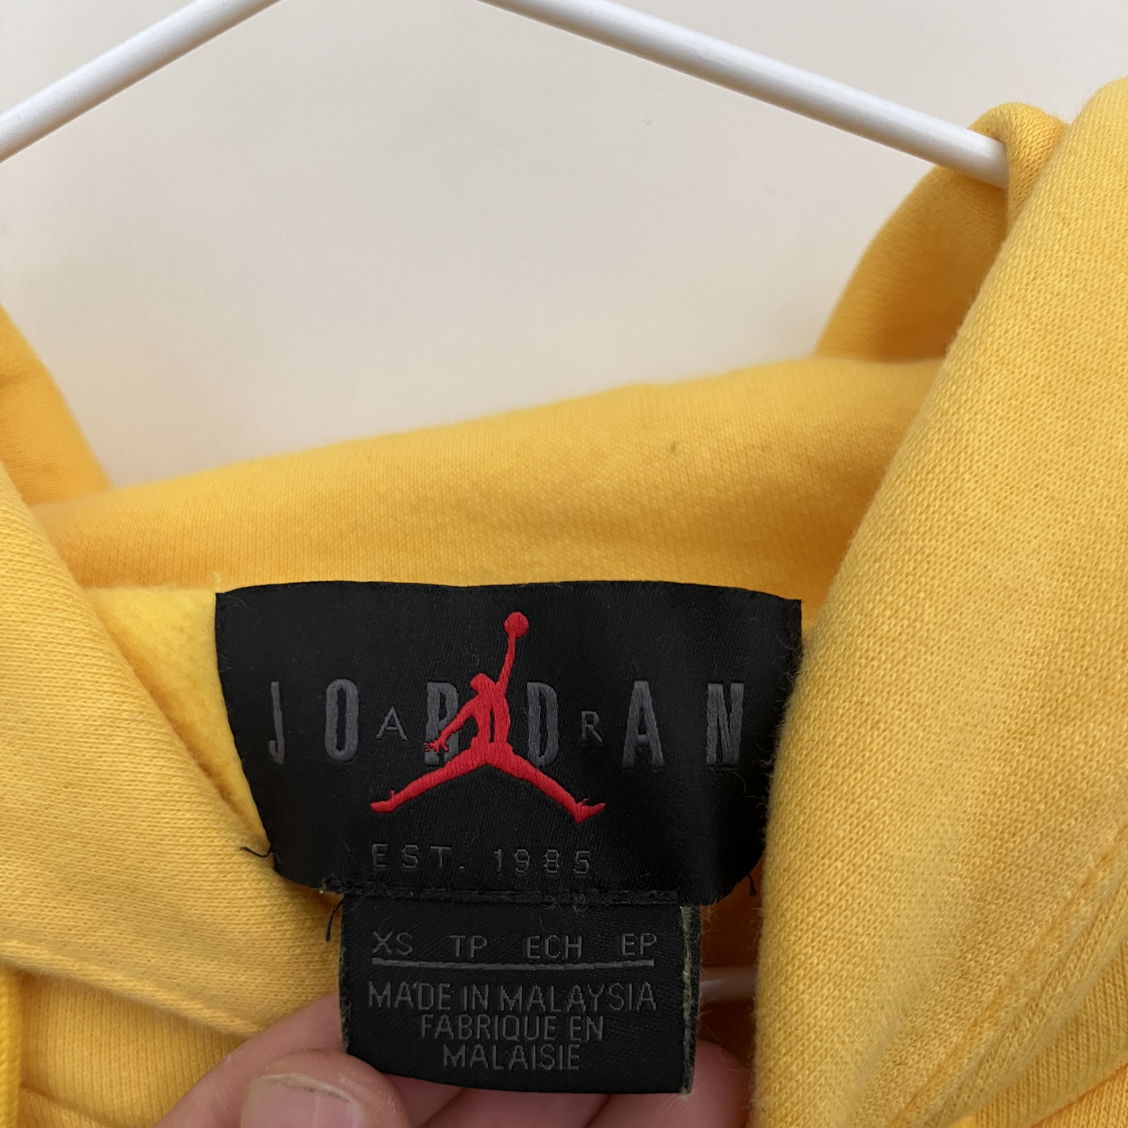 JORDAN
AIR
EST. 1985
XS TP ECH EP
MADE IN MALAYSIA
FABRIQUE EN
MALAISIE